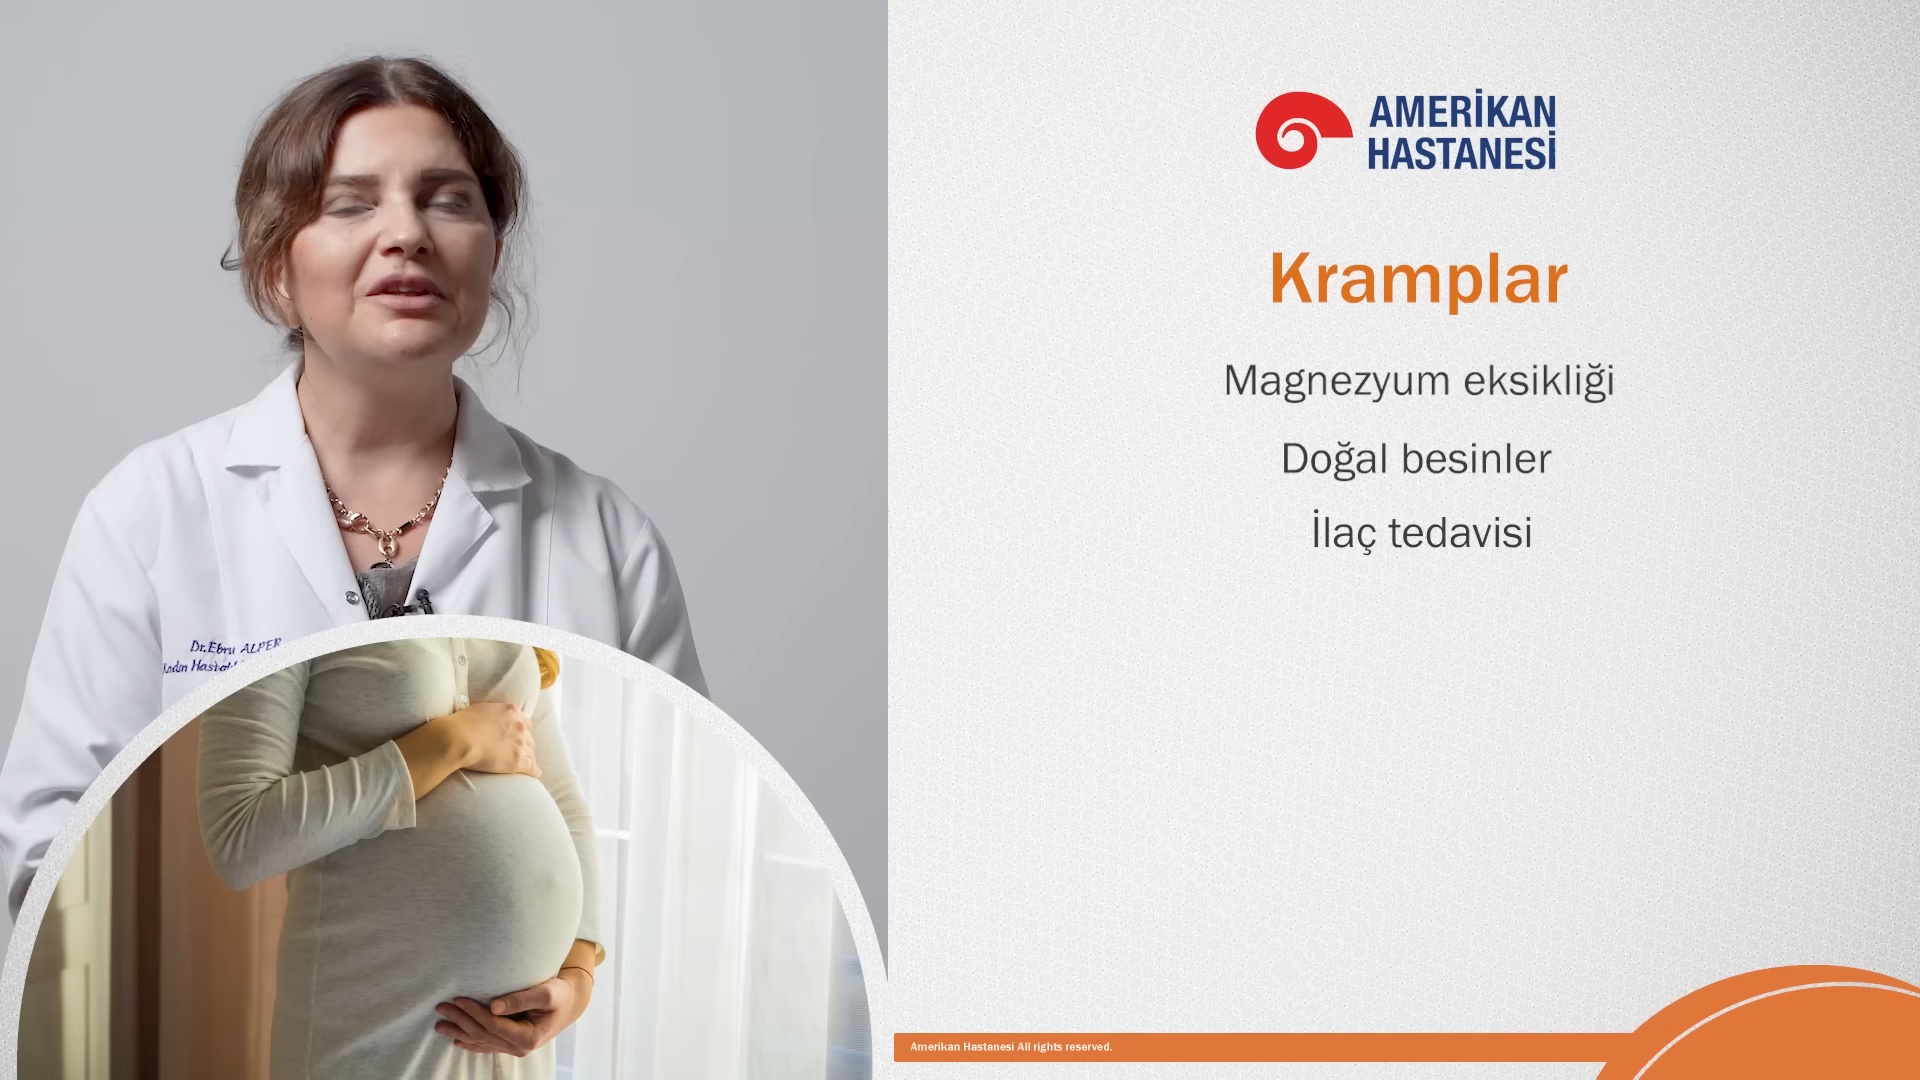 AMERİKAN
HASTANESİ
Kramplar
Magnezyum eksikliği
Doğal besinler
İlaç tedavisi
Dr. Ebru ALPER
Amerikan Hastanesi All rights reserved.